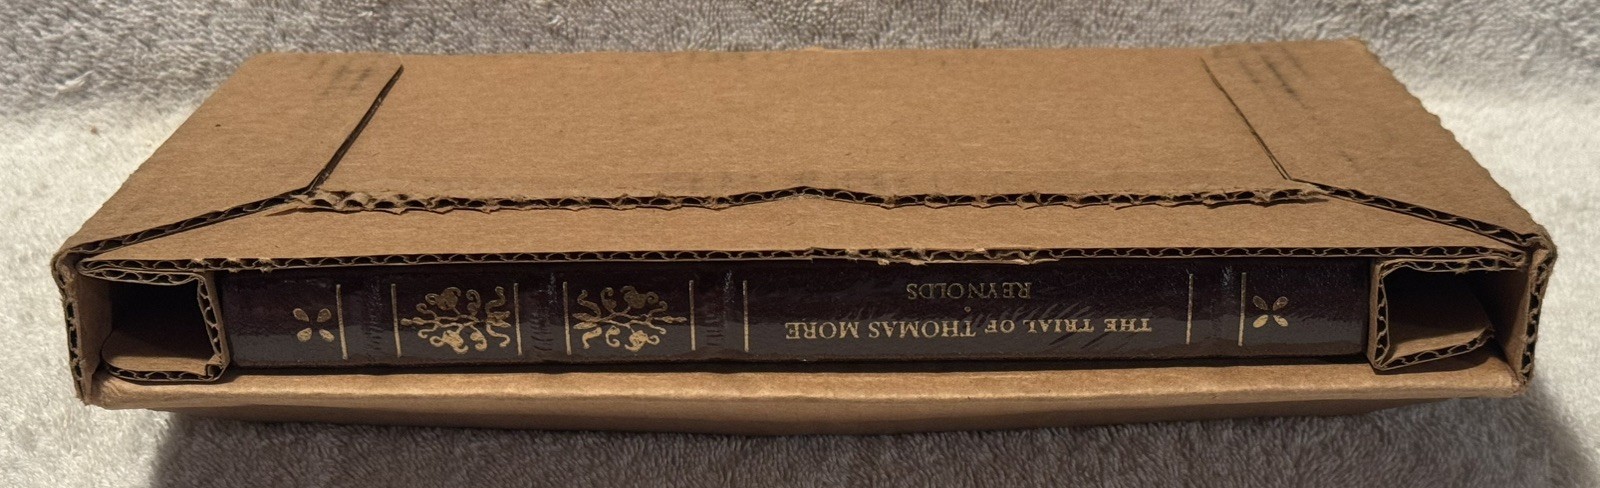 THE TRIAL OF THOMAS MORE
REYNOLDS